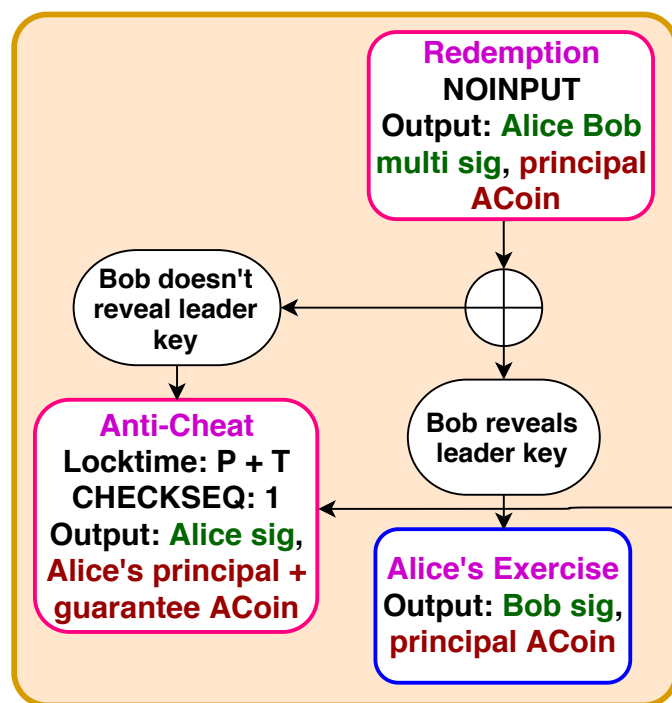 Redemption
NOINPUT
Output: Alice Bob
multi sig, principal
ACoin
Bob doesn't
reveal leader
key
Bob reveals
leader key
Anti-Cheat
Locktime: P + T
CHECKSEQ: 1
Output: Alice sig,
Alice's principal +
guarantee ACoin
Alice's Exercise
Output: Bob sig,
principal ACoin